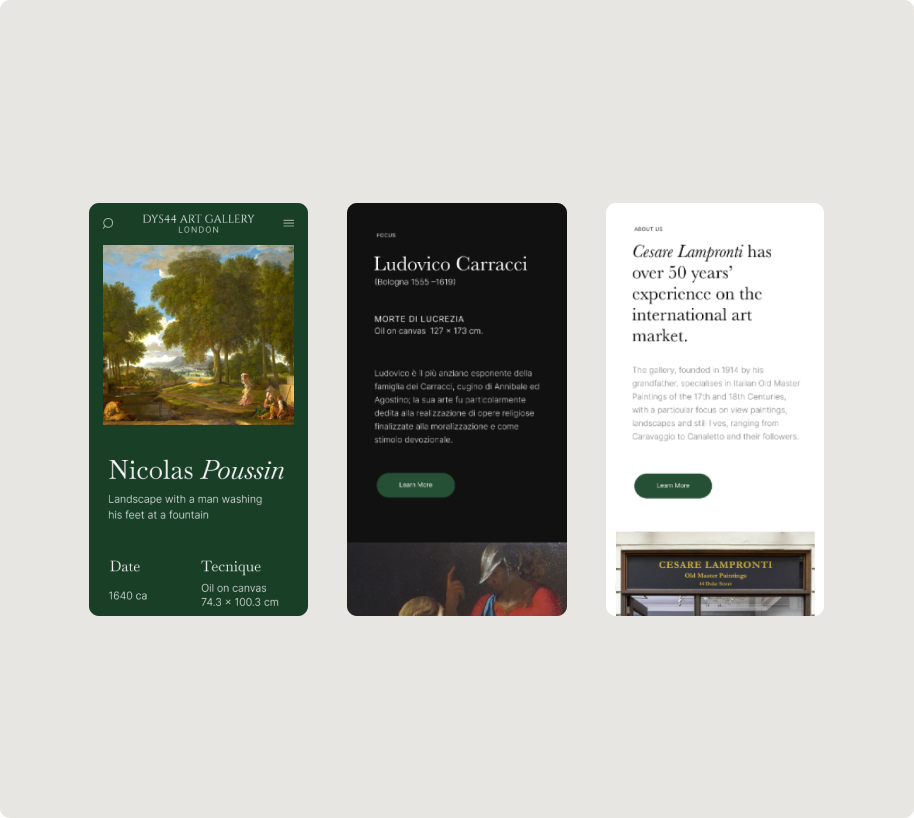 DYS44 ART GALLERY
LONDON
Nicolas Poussin
Landscape with a man washing
his feet at a fountain
Date
Tecnique
1640 ca
Oil on canvas
74.3 × 100.3 cm
FOCUS
Ludovico Carracci
(Bologna 1555 –1619)
MORTE DI LUCREZIA
Oil on canvas 127 × 173 cm.
Ludovico è il più anziano esponente della
famiglia dei Carracci, cugino di Annibale ed
Agostino; la sua arte fu particolarmente
dedita alla realizzazione di opere religiose
finalizzate alla moralizzazione e come
stimolo devozionale.
Learn More
ABOUT US
Cesare Lampronti has
over 50 years'
experience on the
international art
market.
The gallery, founded in 1914 by his
grandfather, specialises in Italian Old Master
Paintings of the 17th and 18th Centuries,
with a particular focus on view paintings,
landscapes and still lives, ranging from
Caravaggio to Canaletto and their followers.
Learn More
CESARE LAMPRONTI
Old Master Paintings
44 Duke Street